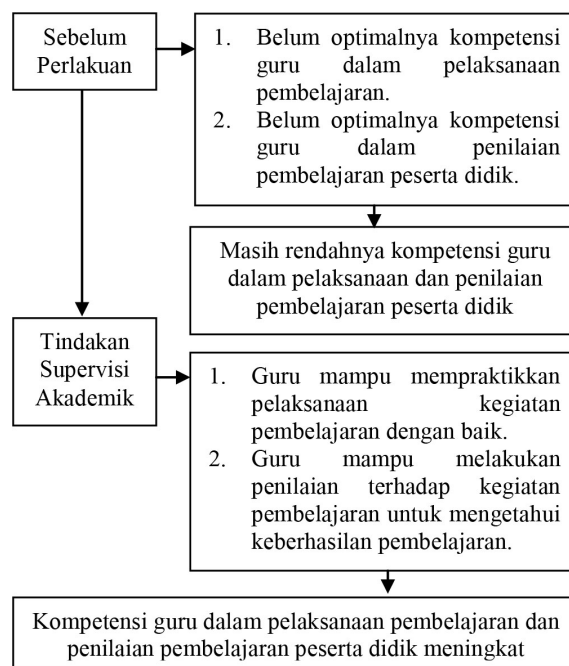 Sebelum
Perlakuan
1. Belum optimalnya kompetensi
guru dalam pelaksanaan
pembelajaran.
2. Belum optimalnya kompetensi
guru dalam penilaian
pembelajaran peserta didik.
Masih rendahnya kompetensi guru
dalam pelaksanaan dan penilaian
pembelajaran peserta didik
Tindakan
Supervisi
Akademik
1. Guru mampu mempraktikkan
pelaksanaan kegiatan
pembelajaran dengan baik.
2. Guru mampu melakukan
penilaian terhadap kegiatan
pembelajaran untuk mengetahui
keberhasilan pembelajaran.
Kompetensi guru dalam pelaksanaan pembelajaran dan
penilaian pembelajaran peserta didik meningkat